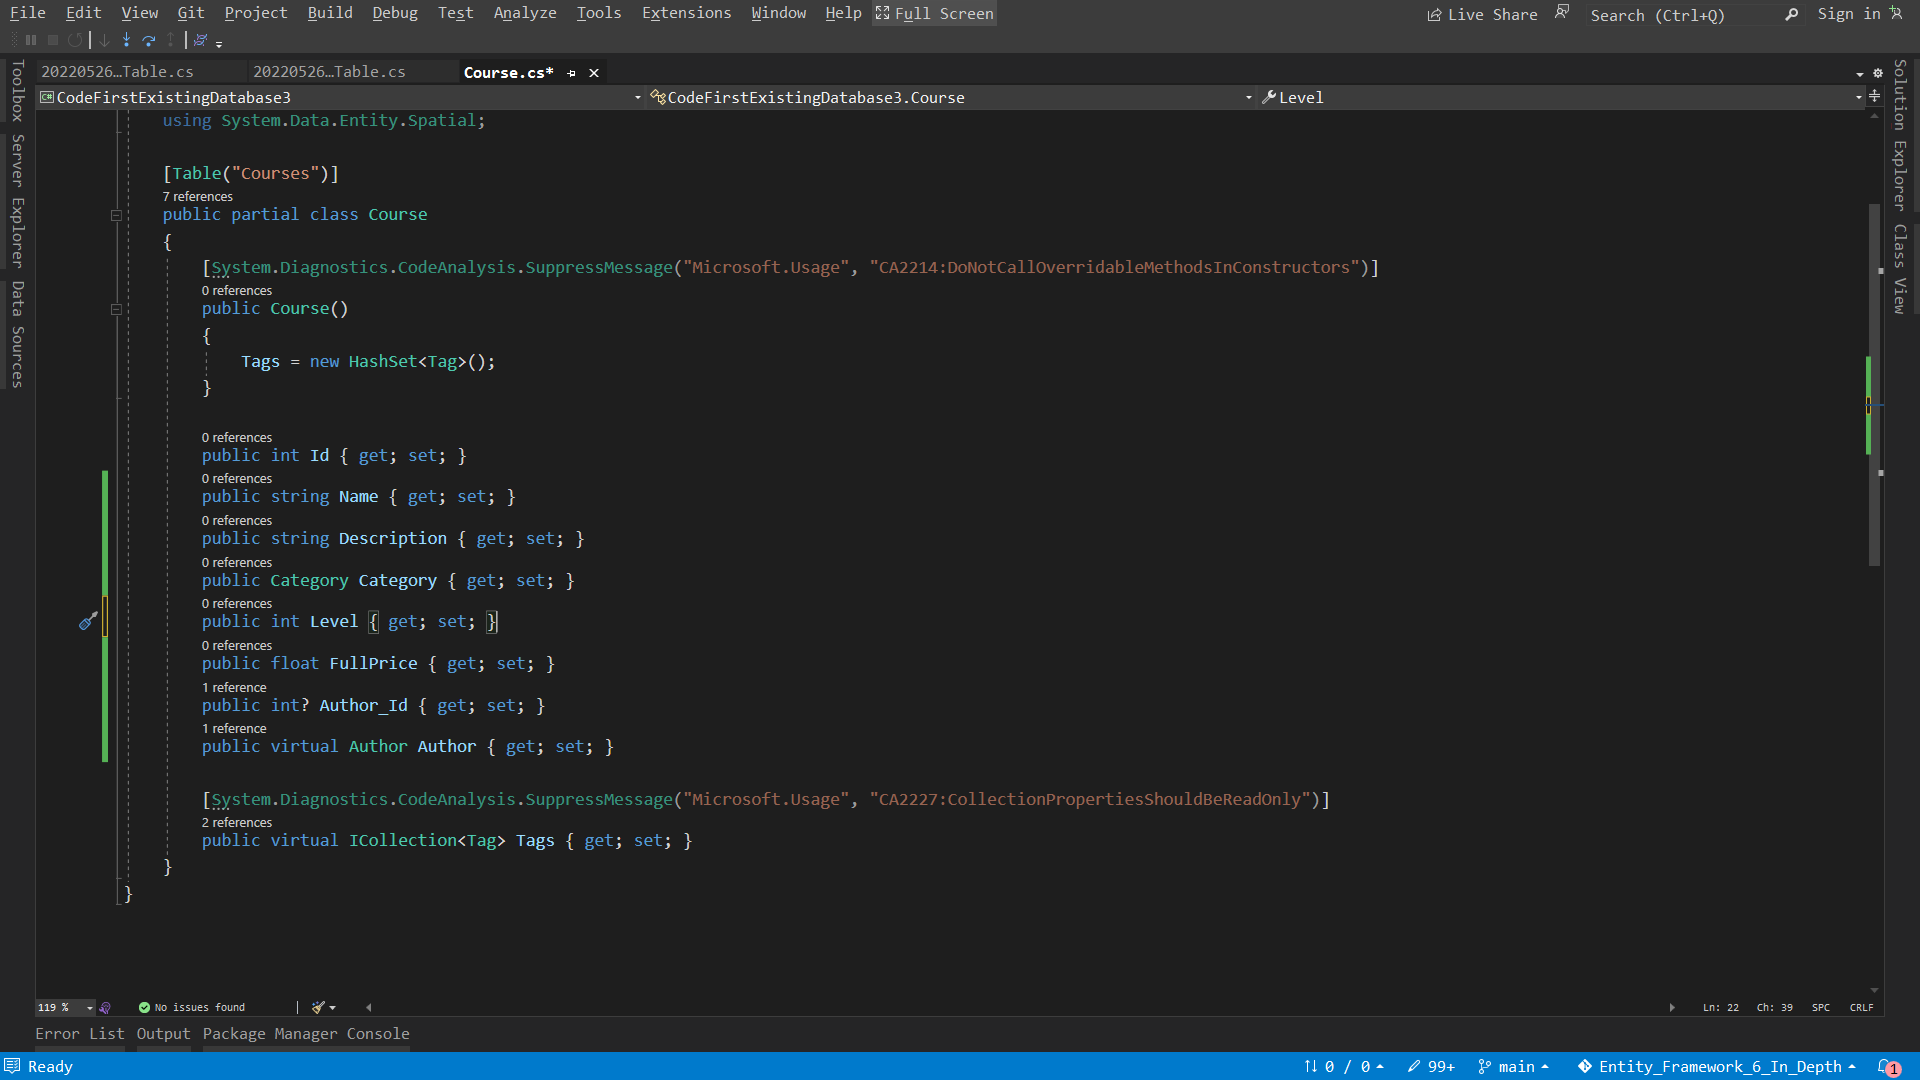 File Edit View Git Project Build Debug Test Analyze Tools Extensions Window Help Full Screen Live Share Search (Ctrl+Q) Sign in
20220526…Table.cs 20220526…Table.cs Course.cs*
C# CodeFirstExistingDatabase3 CodeFirstExistingDatabase3.Course Level
Toolbox
Server Explorer
Data Sources
using System.Data.Entity.Spatial;
[Table("Courses")]
7 references
public partial class Course
{
[System.Diagnostics.CodeAnalysis.SuppressMessage("Microsoft.Usage", "CA2214:DoNotCallOverridableMethodsInConstructors")]
0 references
public Course()
{
Tags = new HashSet<Tag>();
}
0 references
public int Id { get; set; }
0 references
public string Name { get; set; }
0 references
public string Description { get; set; }
0 references
public Category Category { get; set; }
0 references
public int Level { get; set; }
0 references
public float FullPrice { get; set; }
1 reference
public int? Author_Id { get; set; }
1 reference
public virtual Author Author { get; set; }
[System.Diagnostics.CodeAnalysis.SuppressMessage("Microsoft.Usage", "CA2227:CollectionPropertiesShouldBeReadOnly")]
2 references
public virtual ICollection<Tag> Tags { get; set; }
}
}
Solution Explorer
Class View
119 % No issues found Ln: 22 Ch: 39 SPC CRLF
Error List Output Package Manager Console
Ready 0 / 0 99+ main Entity_Framework_6_In_Depth 1